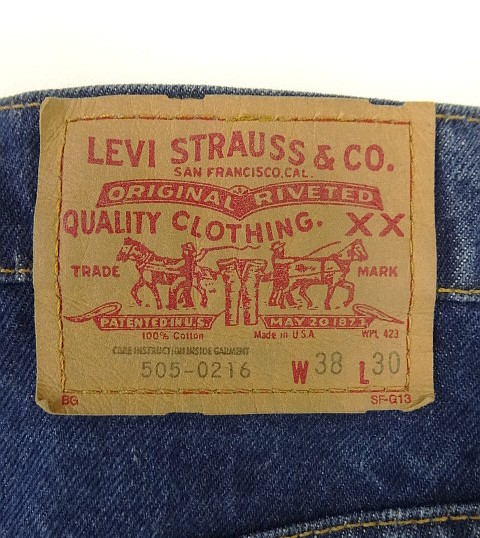 LEVI STRAUSS & CO.
SAN FRANCISCO, CAL.
ORIGINAL RIVETED
QUALITY CLOTHING. XX
TRADE MARK
PATENTED IN U.S. MAY 20 1873
100% Cotton Made in U.S.A WPL 423
CARE INSTRUCTION INSIDE GARMENT
505-0216 W 38 L 30
BG SF-G13